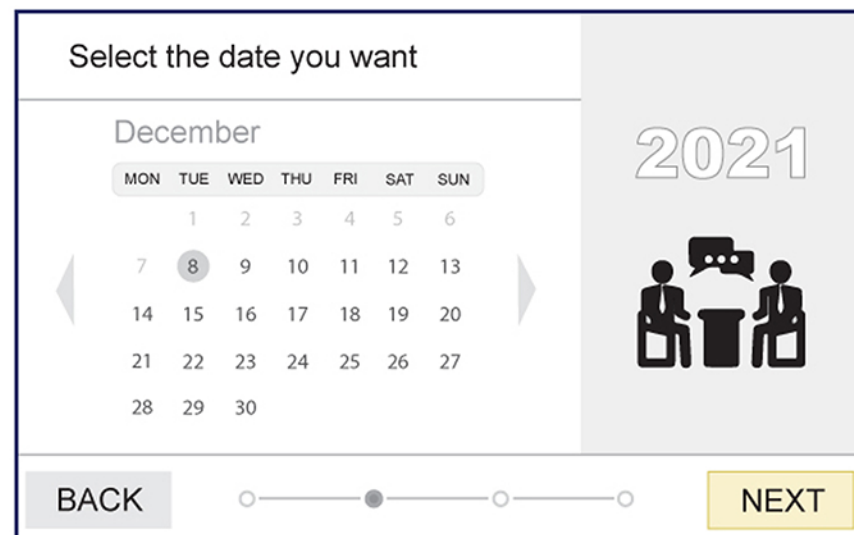 Select the date you want
December
2021
MON TUE WED THU FRI SAT SUN
1 2 3 4 5 6
7 8 9 10 11 12 13
14 15 16 17 18 19 20
21 22 23 24 25 26 27
28 29 30
BACK
NEXT